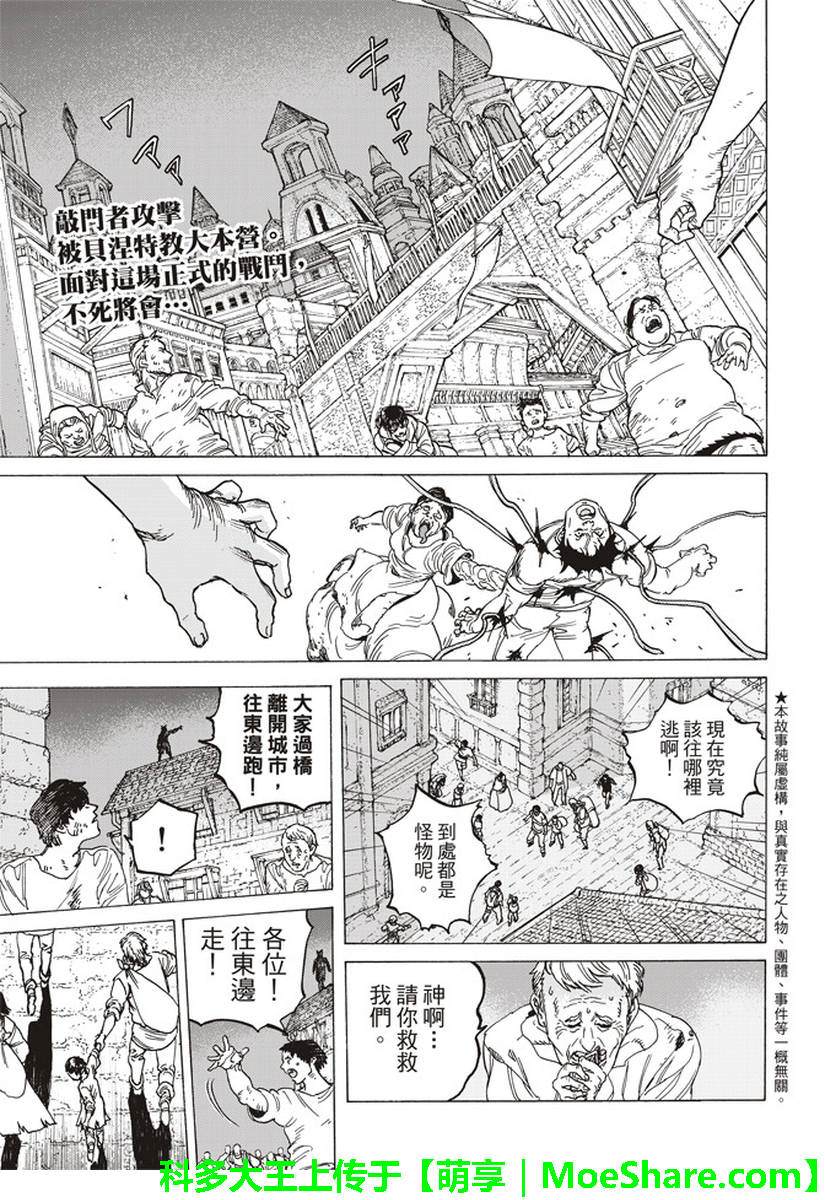 キァァァ
ワァァァ
敲門者攻擊
被貝涅特教大本營。
面對這場正式的戰鬥,
不死將會…
現在究竟
該往哪裡
逃啊!
到處都是
怪物呢。
神啊…
請你救救
我們。
大家過橋
離開城市,
往東邊跑!
!
各位!
往東邊
走!
★本故事純屬虛構,與真實存在之人物、團體、事件等一概無關。
科多大王上传于【萌享 | MoeShare.com】